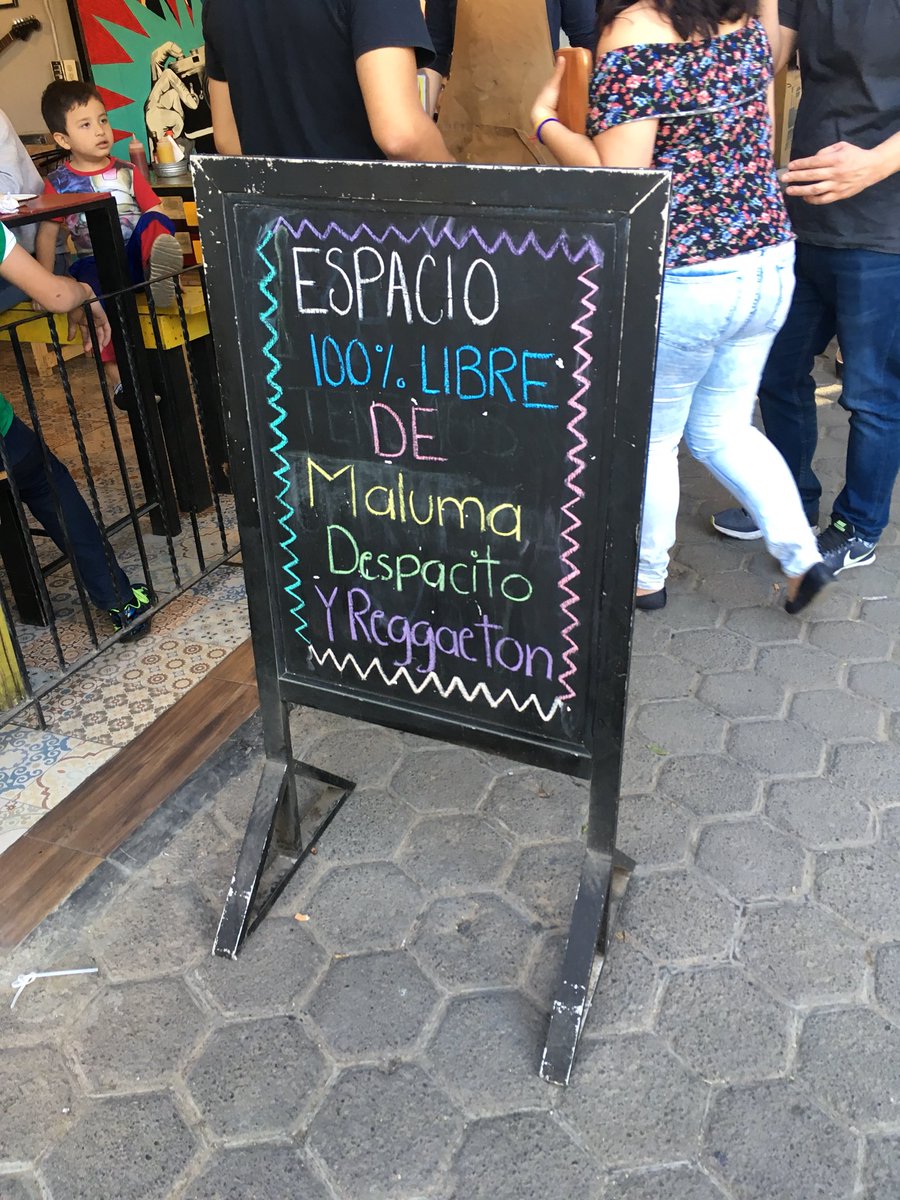 ESPACIO
100% LIBRE
DE
Maluma
Despacito
Y Reggaeton